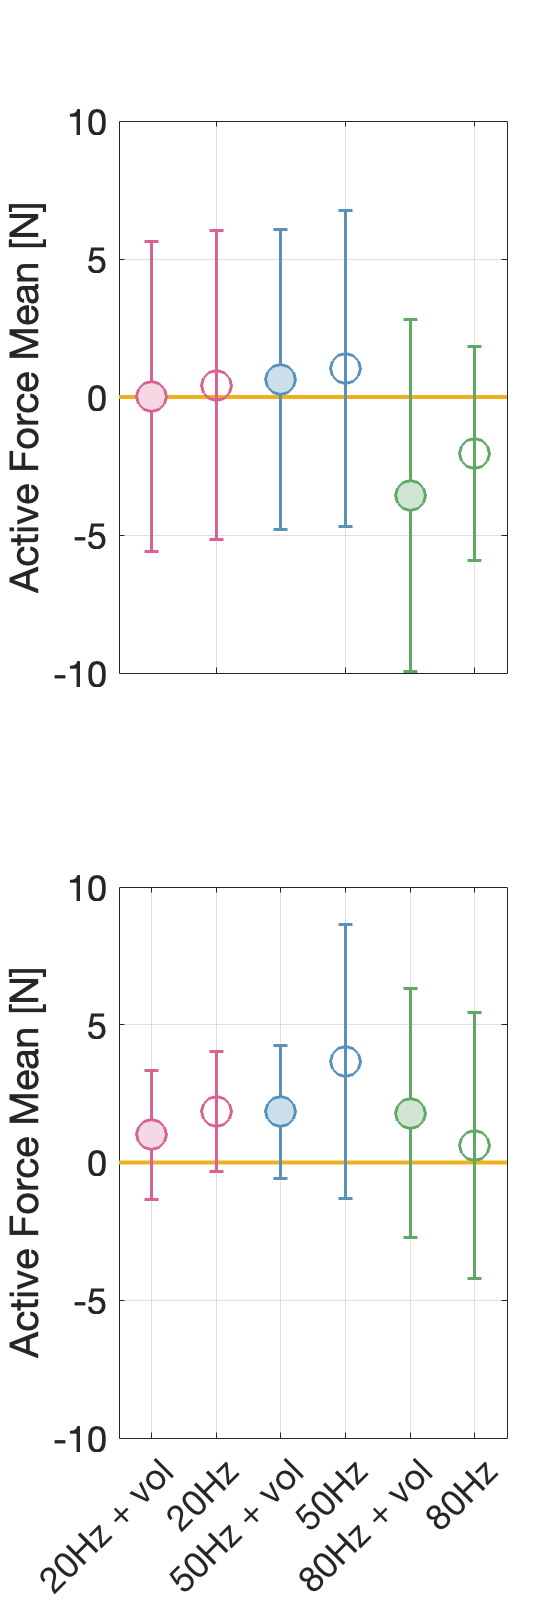 Active Force Mean [N]
10
5
0
-5
-10
Active Force Mean [N]
10
5
0
-5
-10
20Hz + vol
20Hz
50Hz + vol
50Hz
80Hz + vol
80Hz